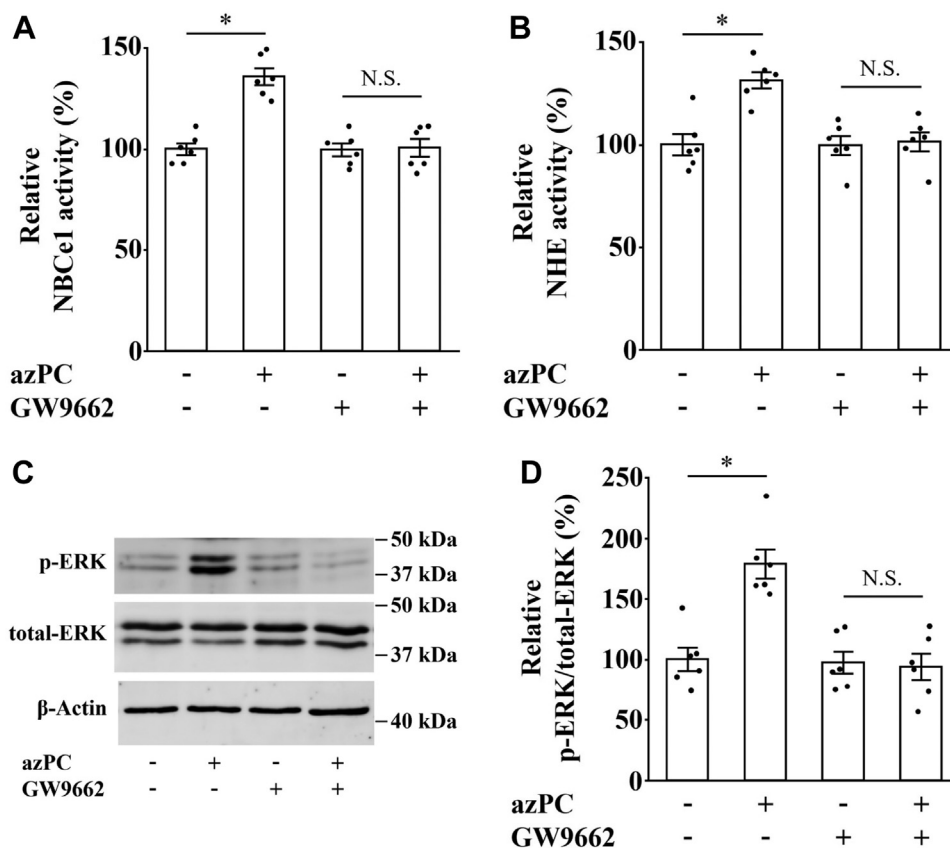 A
Relative
NBCe1 activity (%)
150
100
50
0
*
N.S.
azPC - + - +
GW9662 - - + +
B
Relative
NHE activity (%)
150
100
50
0
*
N.S.
azPC - + - +
GW9662 - - + +
C
p-ERK
50 kDa
37 kDa
total-ERK
50 kDa
37 kDa
β-Actin
40 kDa
azPC - + - +
GW9662 - - + +
D
Relative
p-ERK/total-ERK (%)
250
200
150
100
50
0
*
N.S.
azPC - + - +
GW9662 - - + +